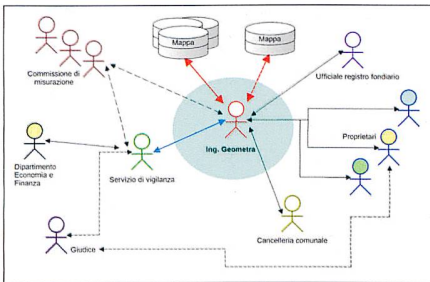 Mappa
Mappa
Commissione di
misurazione
Ufficiale registro fondiario
Ing. Geometra
Proprietari
Dipartimento
Economia e
Finanza
Servizio di vigilanza
Cancelleria comunale
Giudice